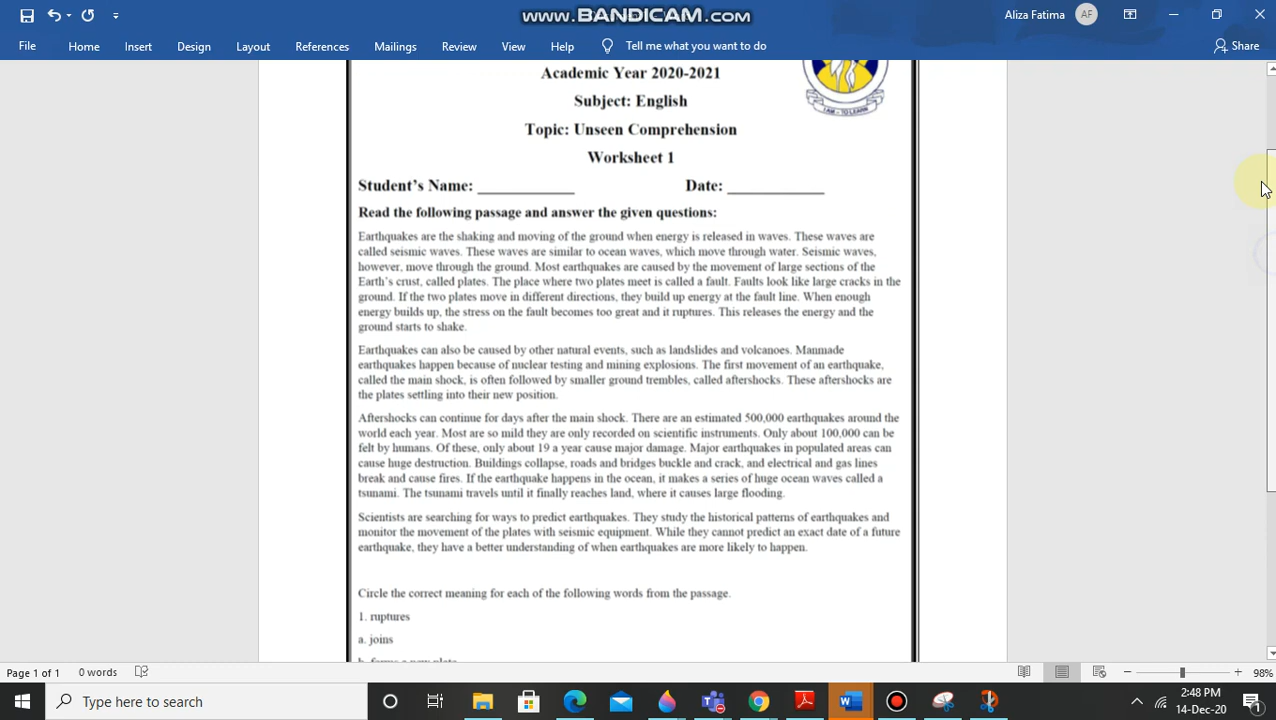 www.BANDICAM.com
Aliza Fatima AF
File Home Insert Design Layout References Mailings Review View Help Tell me what you want to do Share
Academic Year 2020-2021
Subject: English
I AM - TO LEARN
Topic: Unseen Comprehension
Worksheet 1
Student's Name: ____________ Date: ____________
Read the following passage and answer the given questions:
Earthquakes are the shaking and moving of the ground when energy is released in waves. These waves are
called seismic waves. These waves are similar to ocean waves, which move through water. Seismic waves,
however, move through the ground. Most earthquakes are caused by the movement of large sections of the
Earth's crust, called plates. The place where two plates meet is called a fault. Faults look like large cracks in the
ground. If the two plates move in different directions, they build up energy at the fault line. When enough
energy builds up, the stress on the fault becomes too great and it ruptures. This releases the energy and the
ground starts to shake.
Earthquakes can also be caused by other natural events, such as landslides and volcanoes. Manmade
earthquakes happen because of nuclear testing and mining explosions. The first movement of an earthquake,
called the main shock, is often followed by smaller ground trembles, called aftershocks. These aftershocks are
the plates settling into their new position.
Aftershocks can continue for days after the main shock. There are an estimated 500,000 earthquakes around the
world each year. Most are so mild they are only recorded on scientific instruments. Only about 100,000 can be
felt by humans. Of these, only about 19 a year cause major damage. Major earthquakes in populated areas can
cause huge destruction. Buildings collapse, roads and bridges buckle and crack, and electrical and gas lines
break and cause fires. If the earthquake happens in the ocean, it makes a series of huge ocean waves called a
tsunami. The tsunami travels until it finally reaches land, where it causes large flooding.
Scientists are searching for ways to predict earthquakes. They study the historical patterns of earthquakes and
monitor the movement of the plates with seismic equipment. While they cannot predict an exact date of a future
earthquake, they have a better understanding of when earthquakes are more likely to happen.
Circle the correct meaning for each of the following words from the passage.
1. ruptures
a. joins
b. forms a new plate
Page 1 of 1 0 words 98%
Type here to search 2:48 PM
14-Dec-20 1